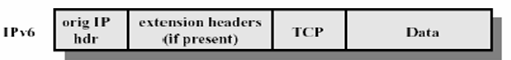 IPv6
orig IP
hdr
extension headers
(if present)
TCP
Data